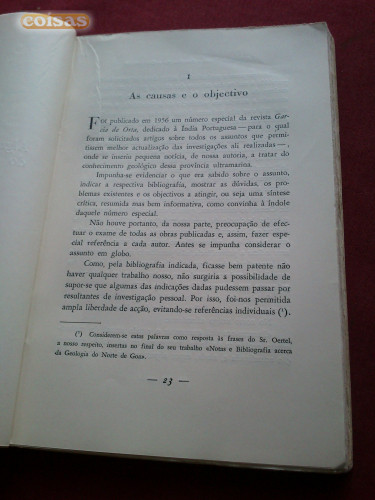 coisas
1
As causas e o objectivo
Foi publicado em 1956 um número especial da revista Gar-
cia de Orta, dedicado à Índia Portuguesa — para o qual
foram solicitados artigos sobre todos os assuntos que permi-
tissem melhor actualização das investigações ali realizadas —,
onde se inseriu pequena notícia, de nossa autoria, a tratar do
conhecimento geológico dessa província ultramarina.
Impunha-se evidenciar o que era sabido sobre o assunto,
indicar a respectiva bibliografia, mostrar as dúvidas, os pro-
blemas existentes e os objectivos a atingir, ou seja uma síntese
crítica, resumida mas bem informativa, como convinha à índole
daquele número especial.
Não houve portanto, da nossa parte, preocupação de efec-
tuar o exame de todas as obras publicadas e, assim, fazer espe-
cial referência a cada autor. Antes se impunha considerar o
assunto em globo.
Como, pela bibliografia indicada, ficasse bem patente não
haver qualquer trabalho nosso, não surgiria a possibilidade de
supor-se que algumas das indicações dadas pudessem passar por
resultantes de investigação pessoal. Por isso, foi-nos permitida
ampla liberdade de acção, evitando-se referências individuais (¹).
(¹) Considerem-se estas palavras como resposta às frases do Sr. Oertel,
a nosso respeito, insertas no final do seu trabalho «Notes e Bibliografia acerca
da Geologia do Norte de Goa».
— 23 —